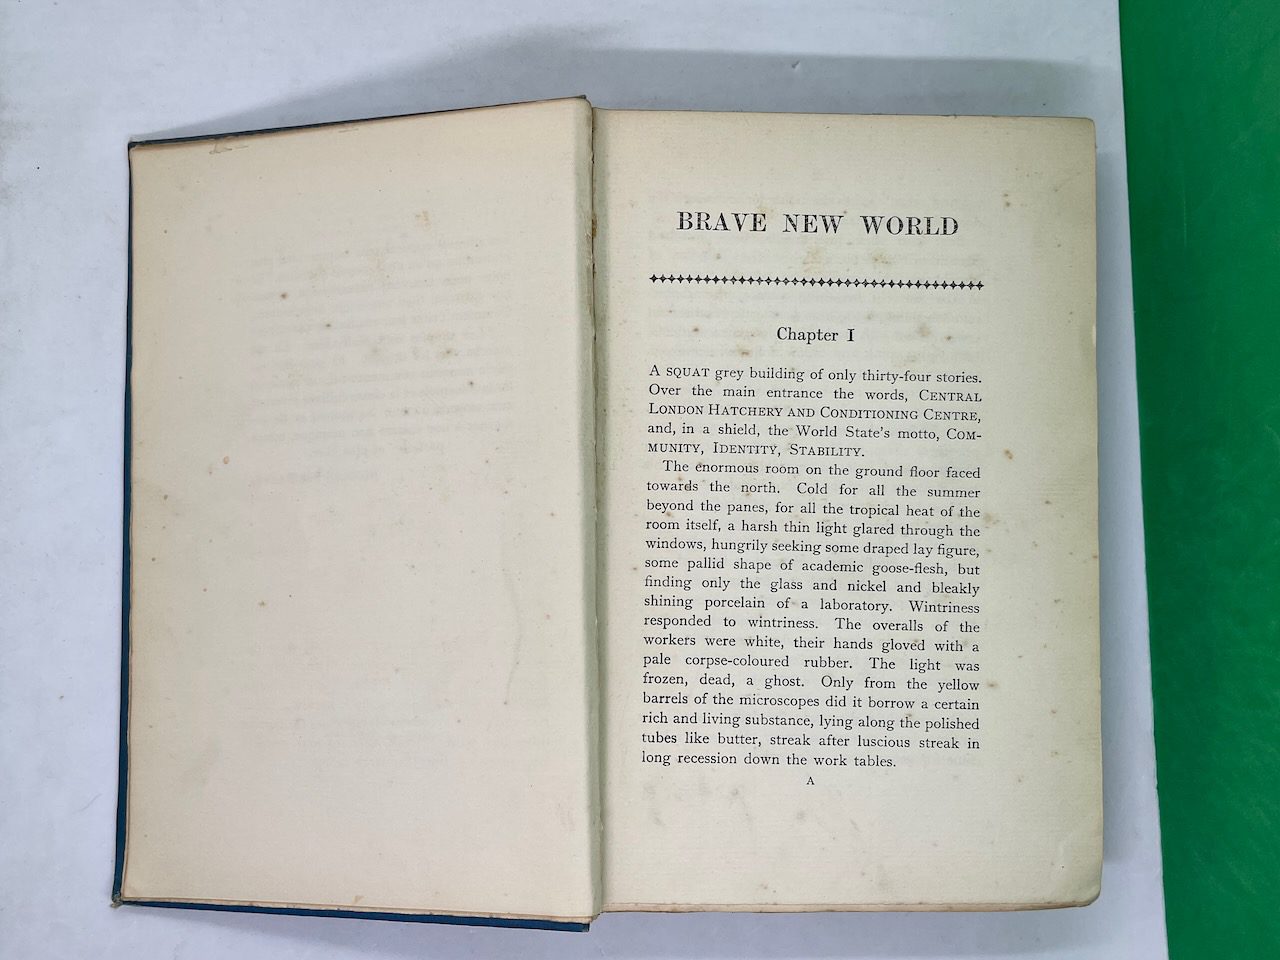 BRAVE NEW WORLD
Chapter I
A SQUAT grey building of only thirty-four stories.
Over the main entrance the words, CENTRAL
LONDON HATCHERY AND CONDITIONING CENTRE,
and, in a shield, the World State's motto, COM-
MUNITY, IDENTITY, STABILITY.
The enormous room on the ground floor faced
towards the north. Cold for all the summer
beyond the panes, for all the tropical heat of the
room itself, a harsh thin light glared through the
windows, hungrily seeking some draped lay figure,
some pallid shape of academic goose-flesh, but
finding only the glass and nickel and bleakly
shining porcelain of a laboratory. Wintriness
responded to wintriness. The overalls of the
workers were white, their hands gloved with a
pale corpse-coloured rubber. The light was
frozen, dead, a ghost. Only from the yellow
barrels of the microscopes did it borrow a certain
rich and living substance, lying along the polished
tubes like butter, streak after luscious streak in
long recession down the work tables.
A